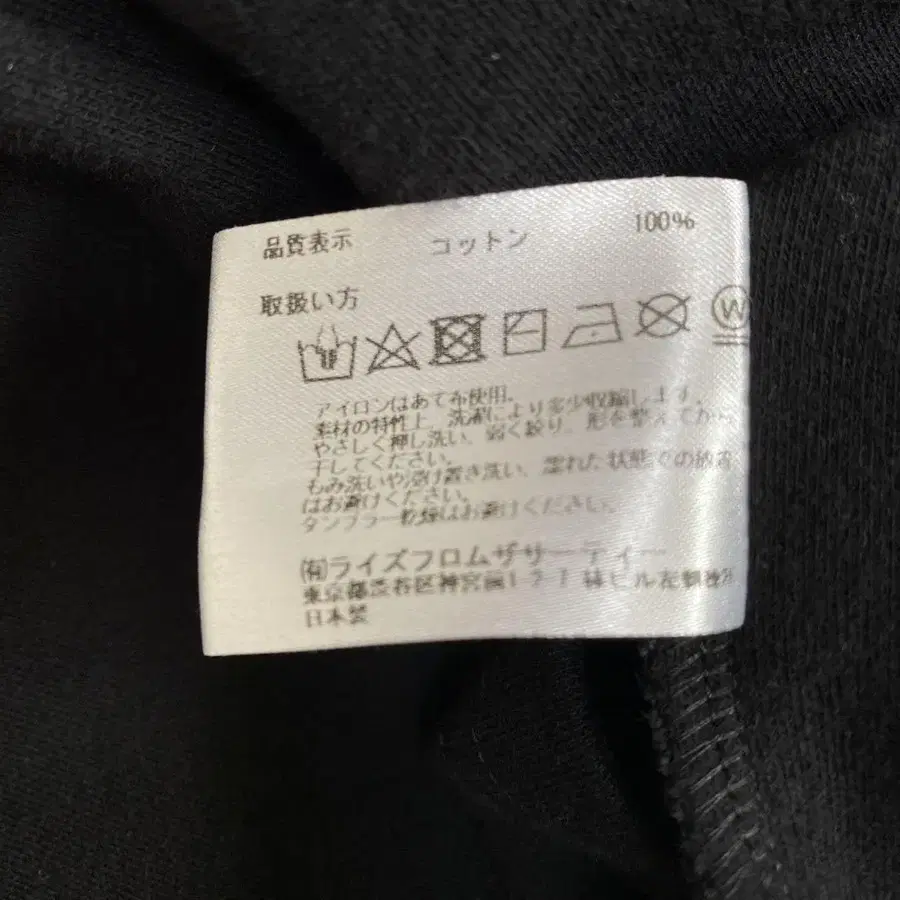 品質表示 コットン 100%
取扱い方
W
アイロンはあて布使用。
素材の特性上、洗濯により多少収縮します。
やさしく押し洗い、弱く絞り、形を整えてから
干してください。
もみ洗いや浸け置き洗い、濡れた状態での放置
はお避けください。
タンブラー乾燥はお避けください。
(有)ライズフロムザサーティー
東京都渋谷区神宮前1
日本製